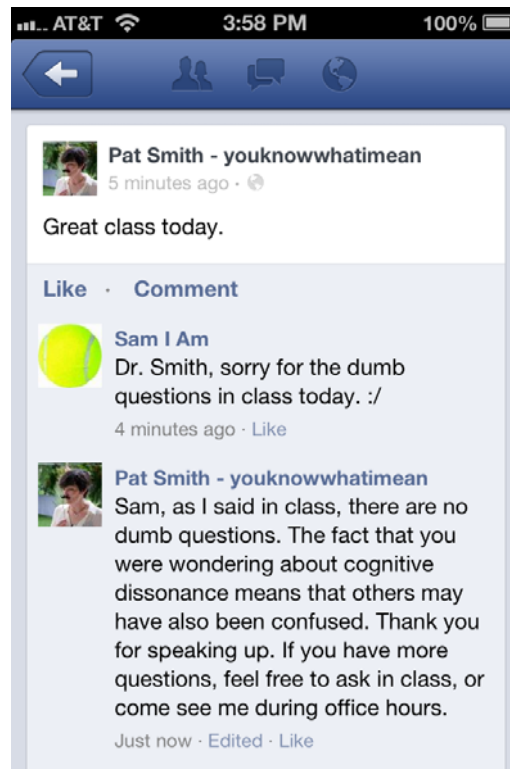 AT&T 3:58 PM 100%
Pat Smith - youknowwhatimean
5 minutes ago ·
Great class today.
Like · Comment
Sam I Am
Dr. Smith, sorry for the dumb
questions in class today. :/
4 minutes ago · Like
Pat Smith - youknowwhatimean
Sam, as I said in class, there are no
dumb questions. The fact that you
were wondering about cognitive
dissonance means that others may
have also been confused. Thank you
for speaking up. If you have more
questions, feel free to ask in class, or
come see me during office hours.
Just now · Edited · Like